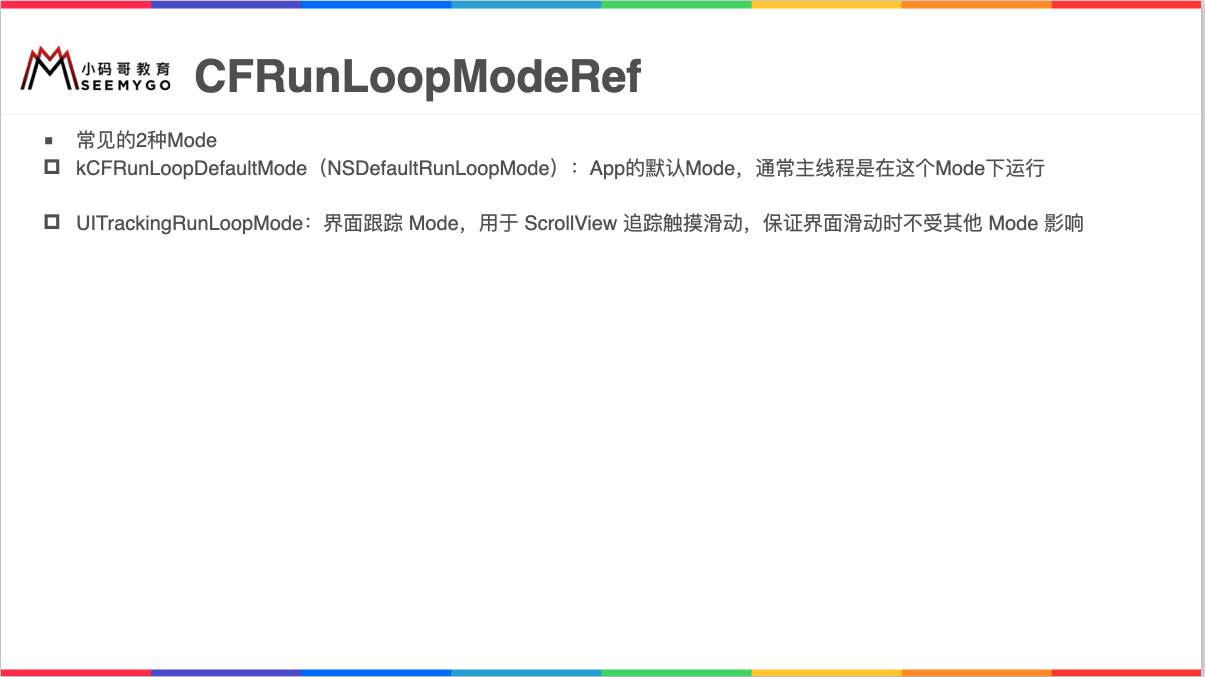 小码哥教育
SEEMYGO
CFRunLoopModeRef
常见的2种Mode
kCFRunLoopDefaultMode（NSDefaultRunLoopMode）：App的默认Mode，通常主线程是在这个Mode下运行
UITrackingRunLoopMode：界面跟踪 Mode，用于 ScrollView 追踪触摸滑动，保证界面滑动时不受其他 Mode 影响